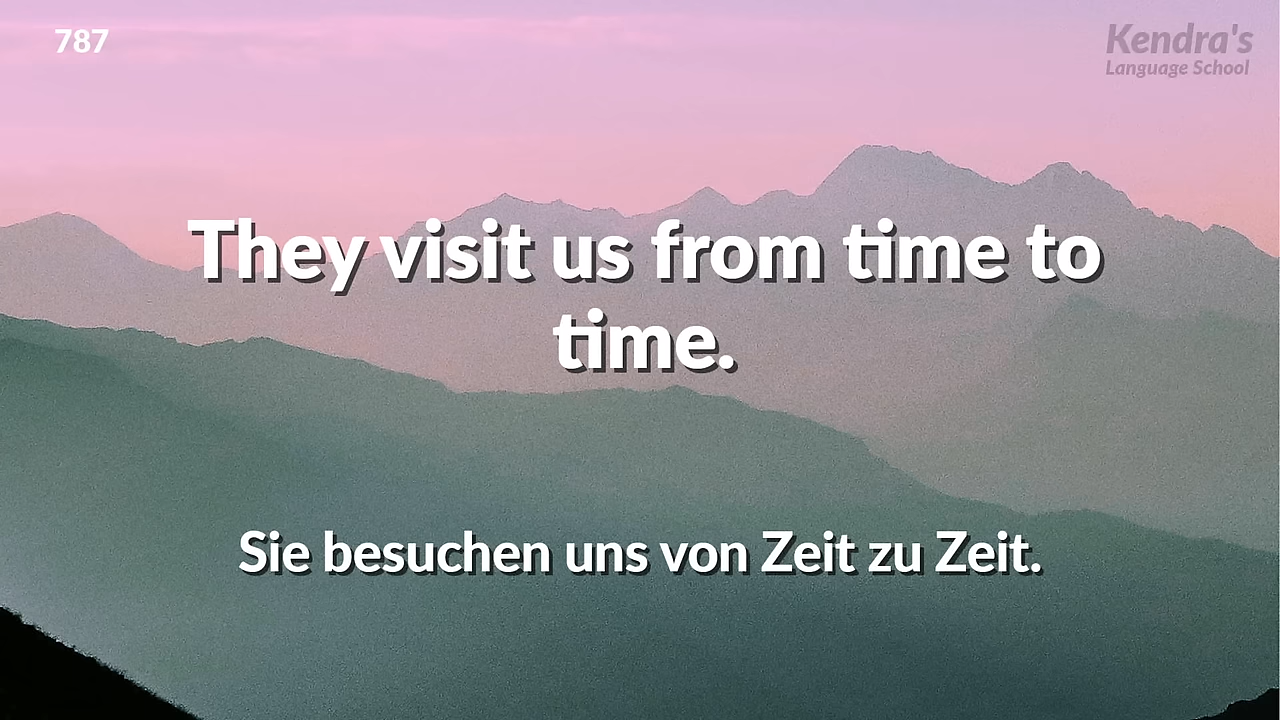 787
Kendra's
Language School
They visit us from time to
time.
Sie besuchen uns von Zeit zu Zeit.